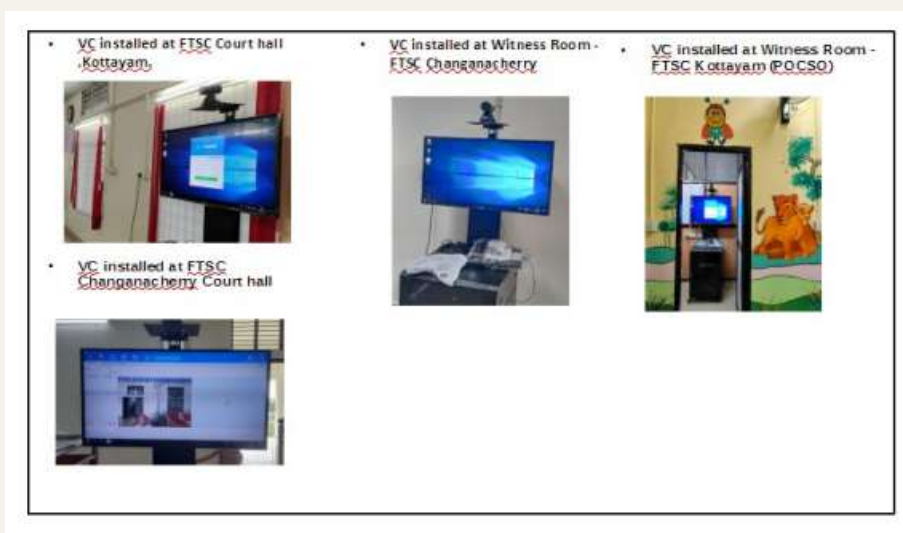 • VC installed at FTSC Court hall
,Kottayam,
• VC installed at Witness Room -
FTSC Changanacherry
• VC installed at Witness Room -
FTSC Kottayam (POCSO)
• VC installed at FTSC
Changanacherry Court hall